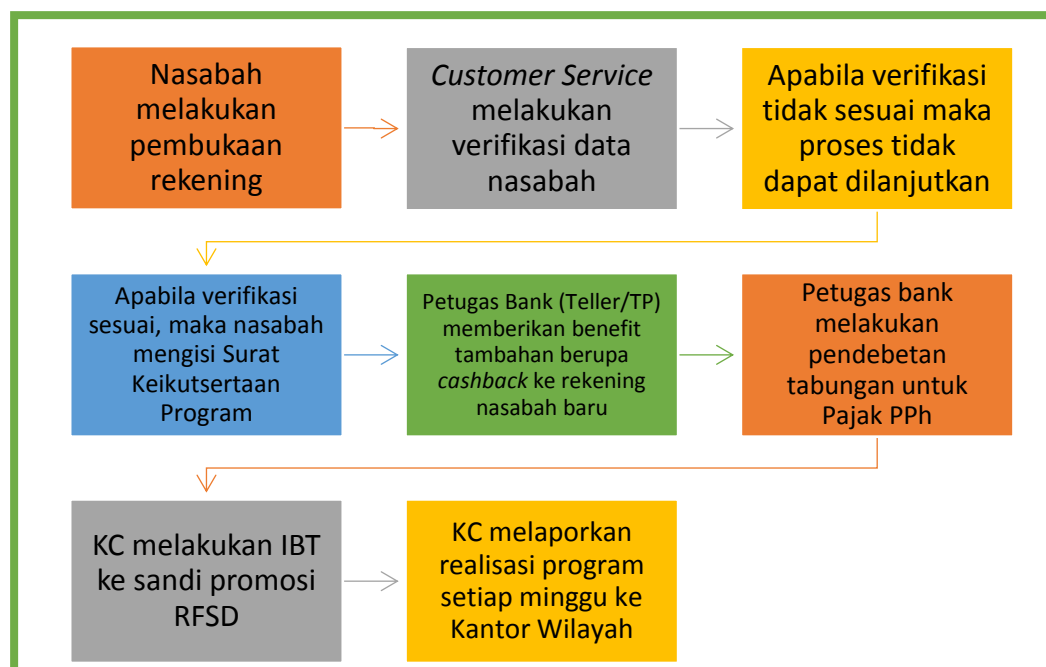 Nasabah
melakukan
pembukaan
rekening
Customer Service
melakukan
verifikasi data
nasabah
Apabila verifikasi
tidak sesuai maka
proses tidak
dapat dilanjutkan
Apabila verifikasi
sesuai, maka nasabah
mengisi Surat
Keikutsertaan
Program
Petugas Bank (Teller/TP)
memberikan benefit
tambahan berupa
cashback ke rekening
nasabah baru
Petugas bank
melakukan
pendebetan
tabungan untuk
Pajak PPh
KC melakukan IBT
ke sandi promosi
RFSD
KC melaporkan
realisasi program
setiap minggu ke
Kantor Wilayah